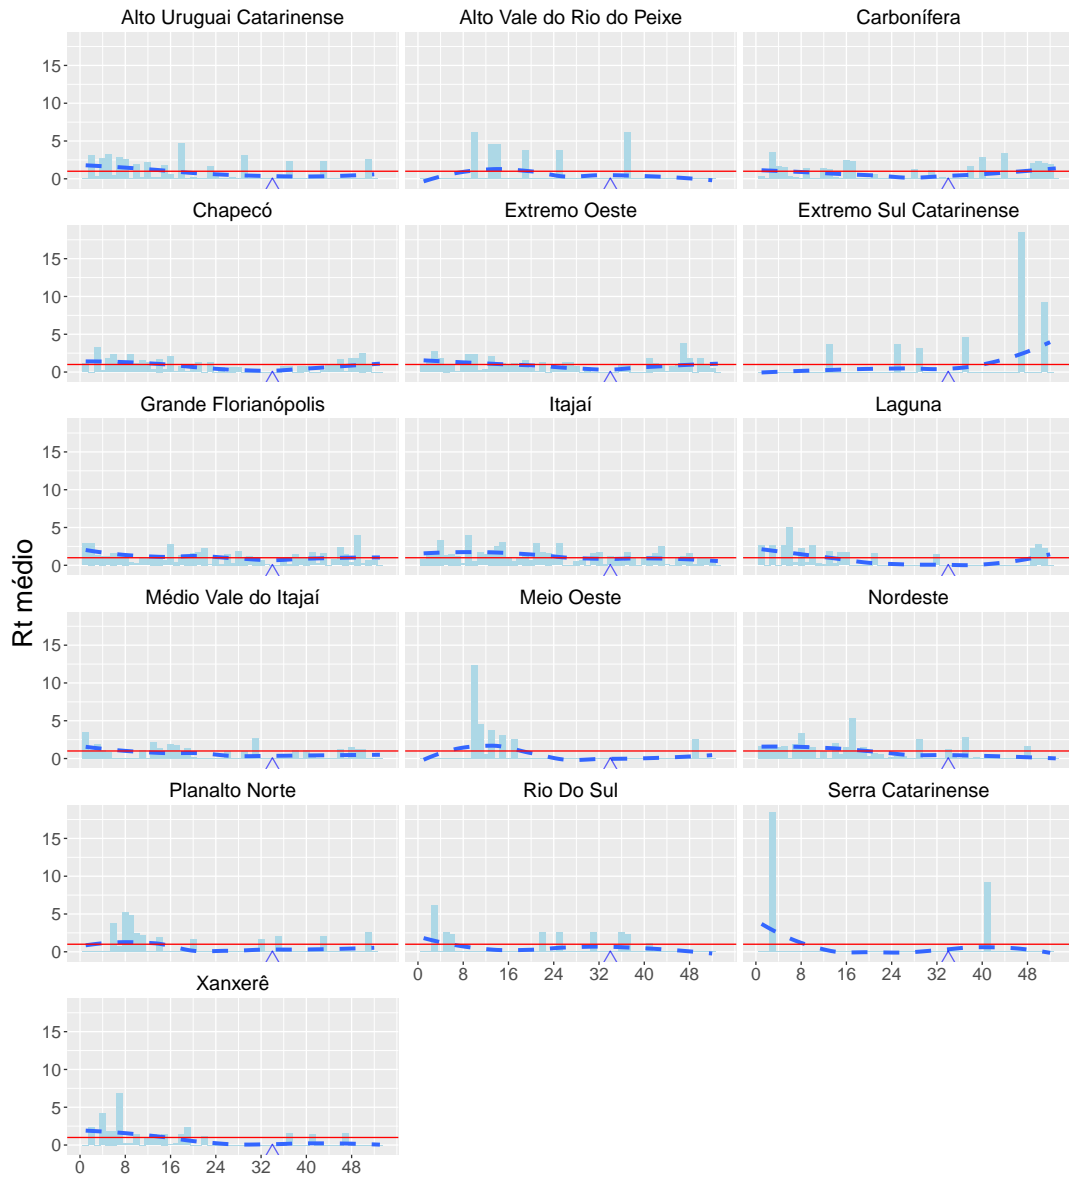 Alto Uruguai Catarinense Alto Vale do Rio do Peixe Carbonífera
15
10
5
0
Chapecó Extremo Oeste Extremo Sul Catarinense
15
10
5
0
Grande Florianópolis Itajaí Laguna
15
10
5
0
Rt médio
Médio Vale do Itajaí Meio Oeste Nordeste
15
10
5
0
Planalto Norte Rio Do Sul Serra Catarinense
15
10
5
0
0 8 16 24 32 40 48 0 8 16 24 32 40 48
Xanxerê
15
10
5
0
0 8 16 24 32 40 48